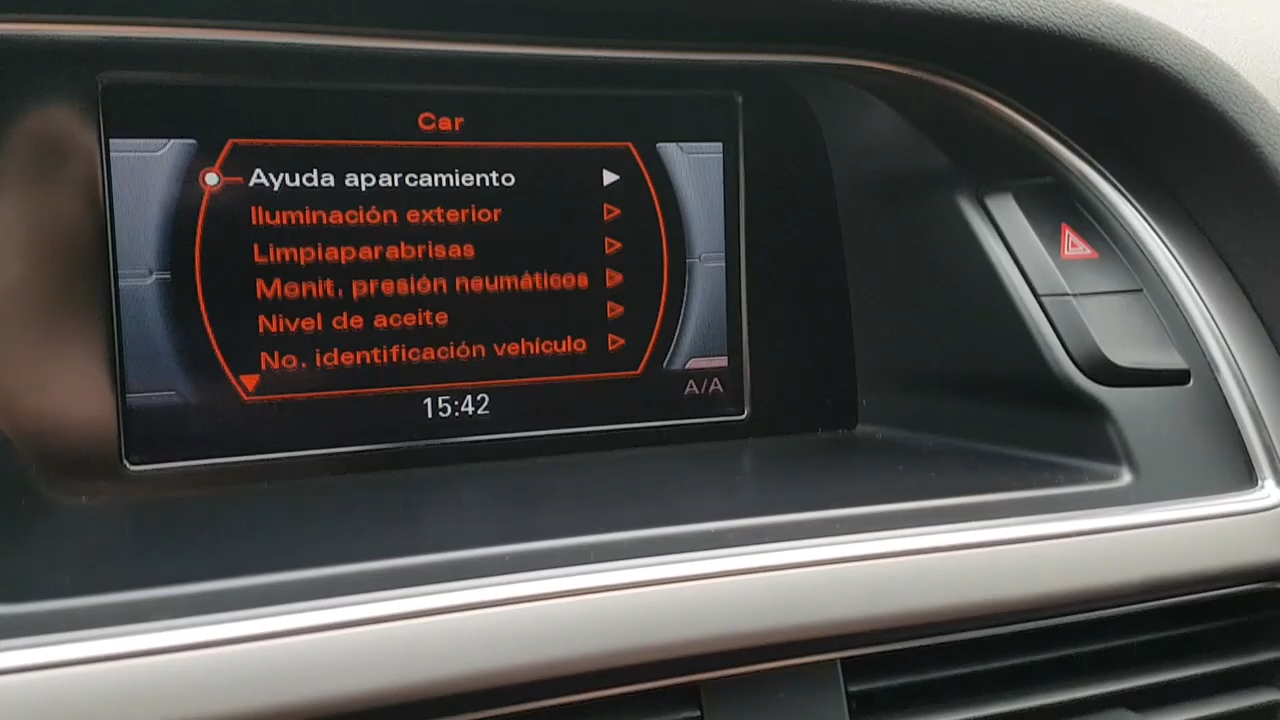 Car
Ayuda aparcamiento
Iluminación exterior
Limpiaparabrisas
Monit. presión neumáticos
Nivel de aceite
No. identificación vehículo
A/A
15:42